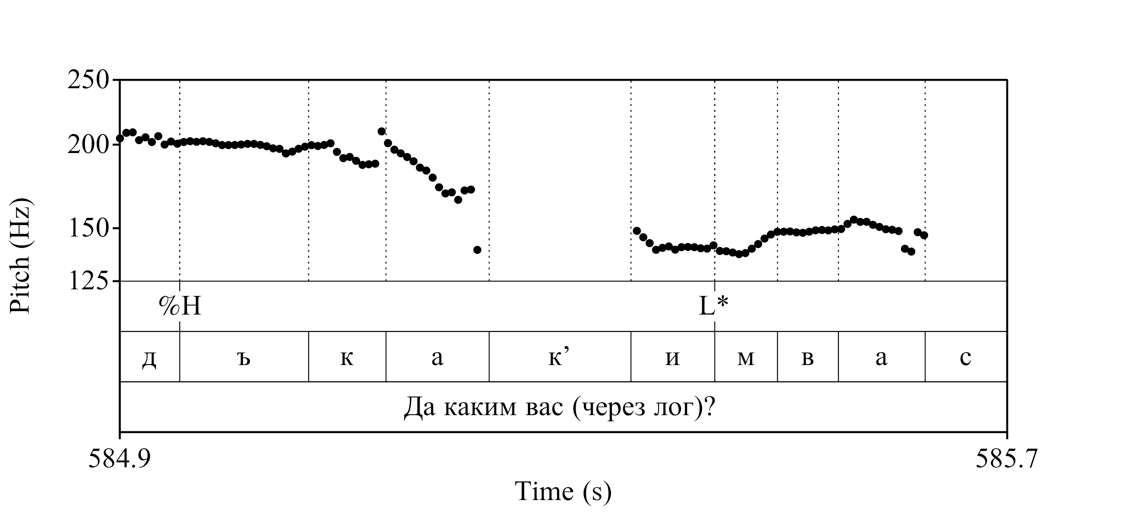 250
200
150
125
Pitch (Hz)
%H L*
д ъ к а к’ и м в а с
Да каким вас (через лог)?
584.9 585.7
Time (s)